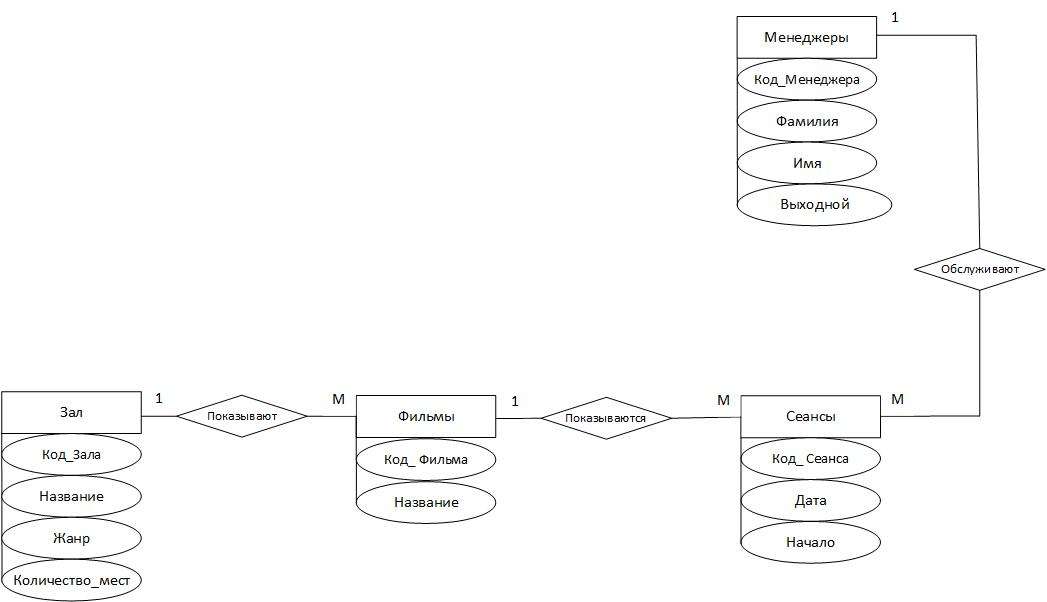 Менеджеры
1
Код_Менеджера
Фамилия
Имя
Выходной
Обслуживают
Зал
1
Показывают
М
Фильмы
1
Показываются
М
Сеансы
М
Код_Зала
Название
Жанр
Количество_мест
Код_ Фильма
Название
Код_ Сеанса
Дата
Начало